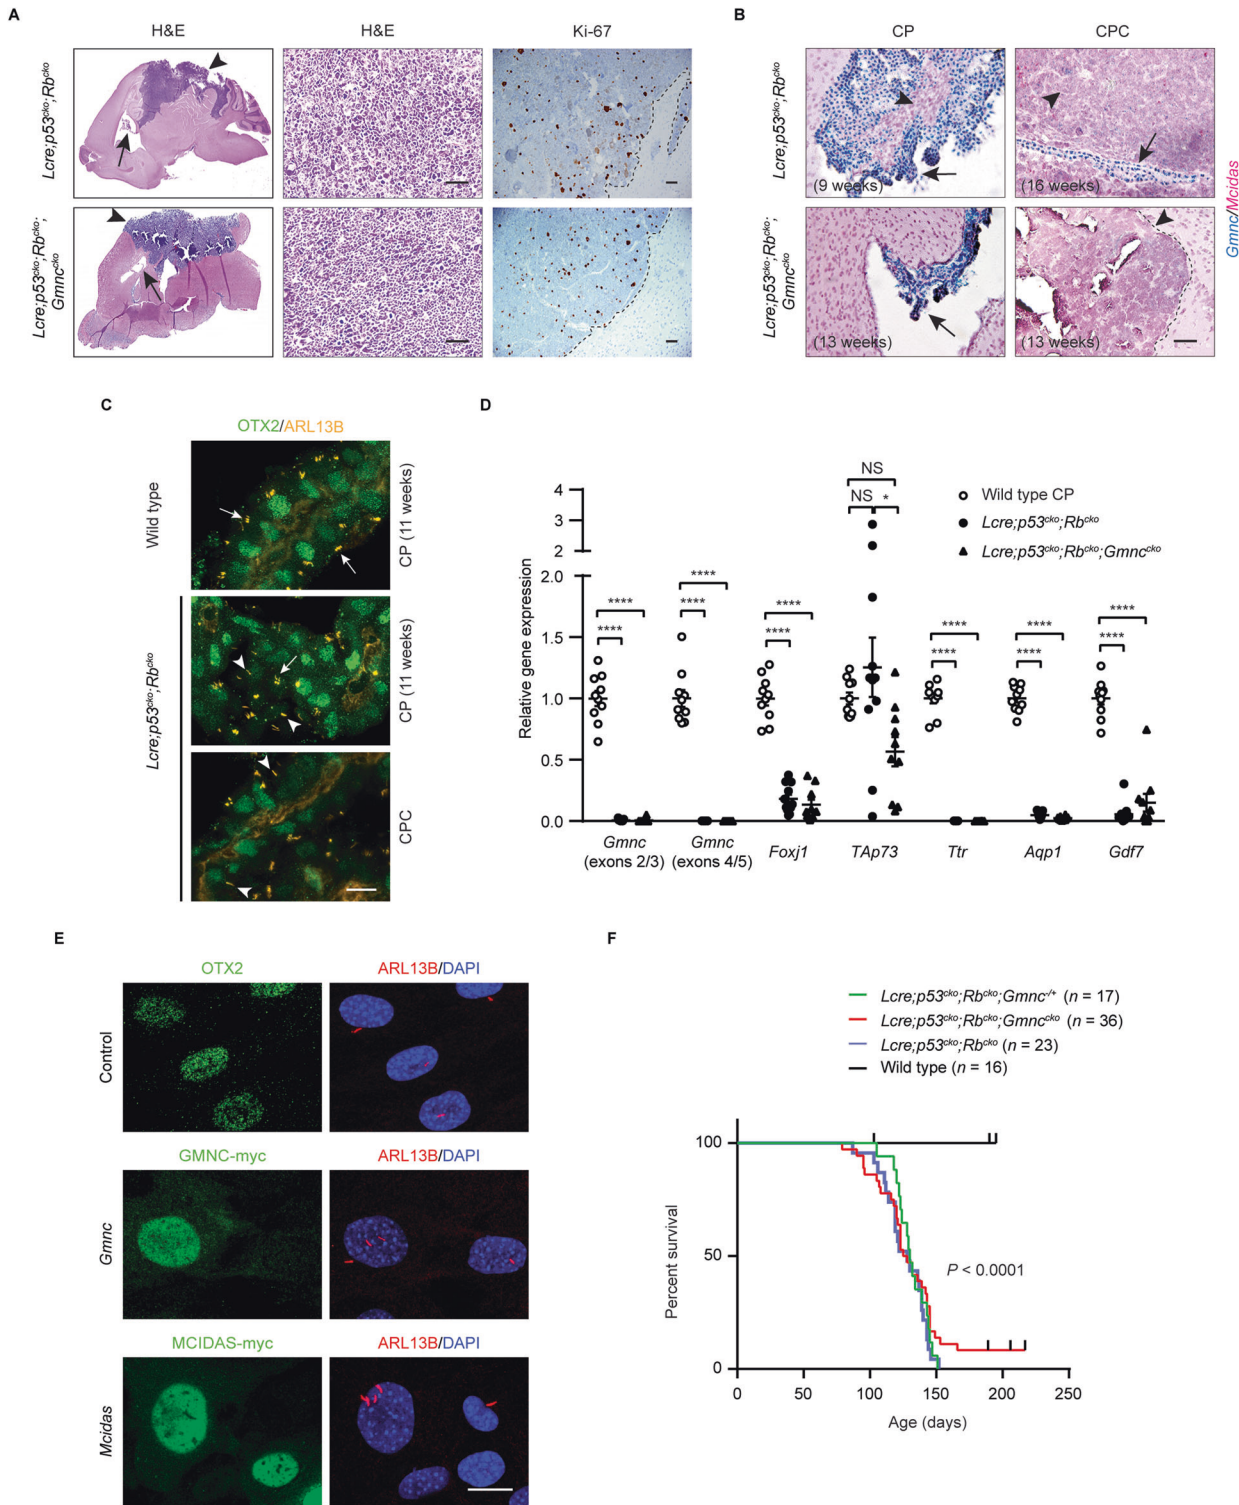 A
H&E
H&E
Ki-67
Lcre;p53cko;Rbcko
Lcre;p53cko;Rbcko;
Gmnccko
B
CP
CPC
Lcre;p53cko;Rbcko
(9 weeks)
(16 weeks)
Lcre;p53cko;Rbcko;
Gmnccko
(13 weeks)
(13 weeks)
Gmnc/Mcidas
C
OTX2/ARL13B
Wild type
CP (11 weeks)
Lcre;p53cko;Rbcko
CP (11 weeks)
CPC
D
Relative gene expression
4
3
2
2.0
1.5
1.0
0.5
0.0
**** ****
**** ****
**** ****
NS
NS *
**** ****
**** ****
**** ****
Wild type CP
Lcre;p53cko;Rbcko
Lcre;p53cko;Rbcko;Gmnccko
Gmnc
(exons 2/3)
Gmnc
(exons 4/5)
Foxj1
TAp73
Ttr
Aqp1
Gdf7
E
OTX2
ARL13B/DAPI
Control
GMNC-myc
ARL13B/DAPI
Gmnc
MCIDAS-myc
ARL13B/DAPI
Mcidas
F
Lcre;p53cko;Rbcko;Gmnc-/+ (n = 17)
Lcre;p53cko;Rbcko;Gmnccko (n = 36)
Lcre;p53cko;Rbcko (n = 23)
Wild type (n = 16)
Percent survival
100
50
0
P < 0.0001
0
50
100
150
200
250
Age (days)